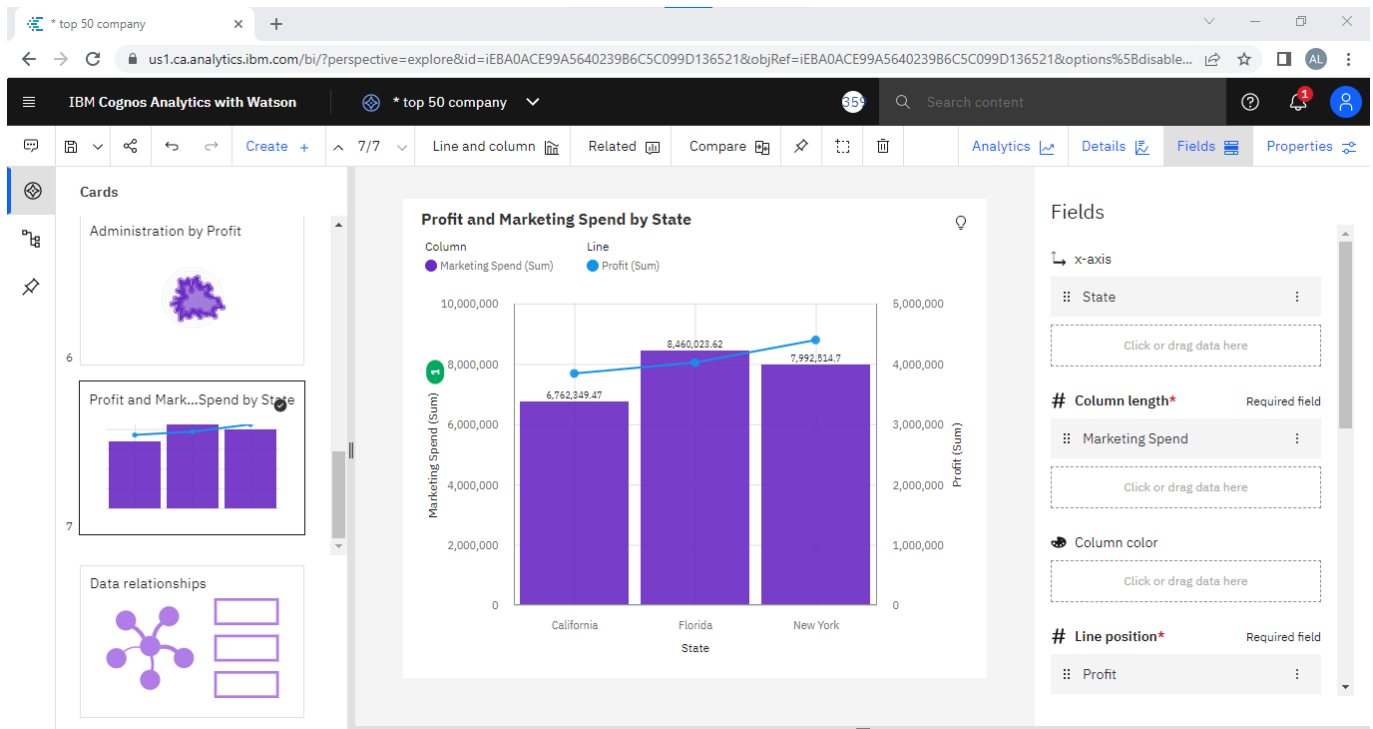 * top 50 company
us1.ca.analytics.ibm.com/bi/?perspective=explore&id=iEBA0ACE99A5640239B6C5C099D136521&objRef=iEBA0ACE99A5640239B6C5C099D136521&options%5Bdisable...
AL
IBM Cognos Analytics with Watson
* top 50 company
359
Search content
1
Create +
7/7
Line and column
Related
Compare
Analytics
Details
Fields
Properties
Cards
Administration by Profit
6
Profit and Mark...Spend by State
7
Data relationships
Profit and Marketing Spend by State
Column
Line
Marketing Spend (Sum)
Profit (Sum)
10,000,000
8,000,000
6,000,000
4,000,000
2,000,000
0
1
Marketing Spend (Sum)
6,762,349.47
8,460,023.62
7,992,514.7
5,000,000
4,000,000
3,000,000
2,000,000
1,000,000
0
Profit (Sum)
California
Florida
New York
State
Fields
x-axis
State
Click or drag data here
# Column length*
Required field
Marketing Spend
Click or drag data here
Column color
Click or drag data here
# Line position*
Required field
Profit